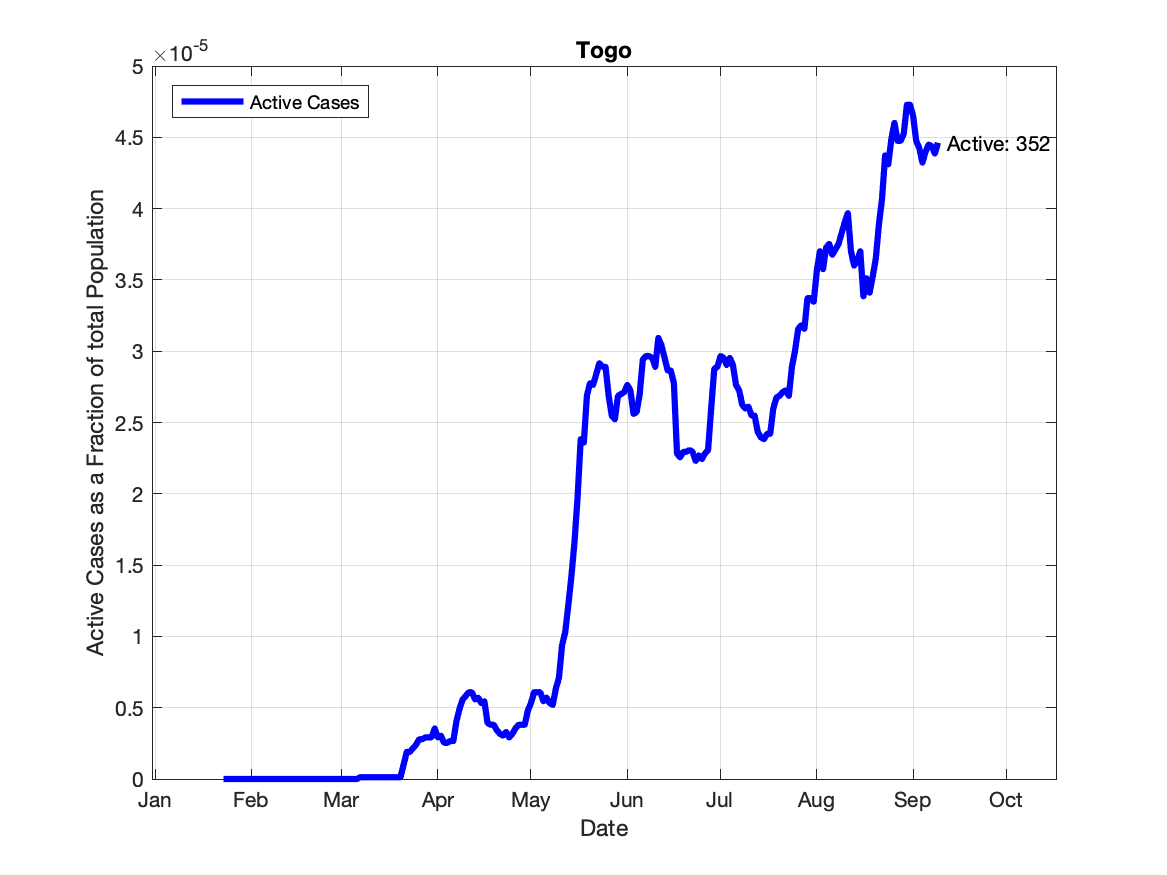 Togo
×10-5
Active Cases
Active: 352
5
4.5
4
3.5
3
2.5
2
1.5
1
0.5
0
Active Cases as a Fraction of total Population
Jan Feb Mar Apr May Jun Jul Aug Sep Oct
Date